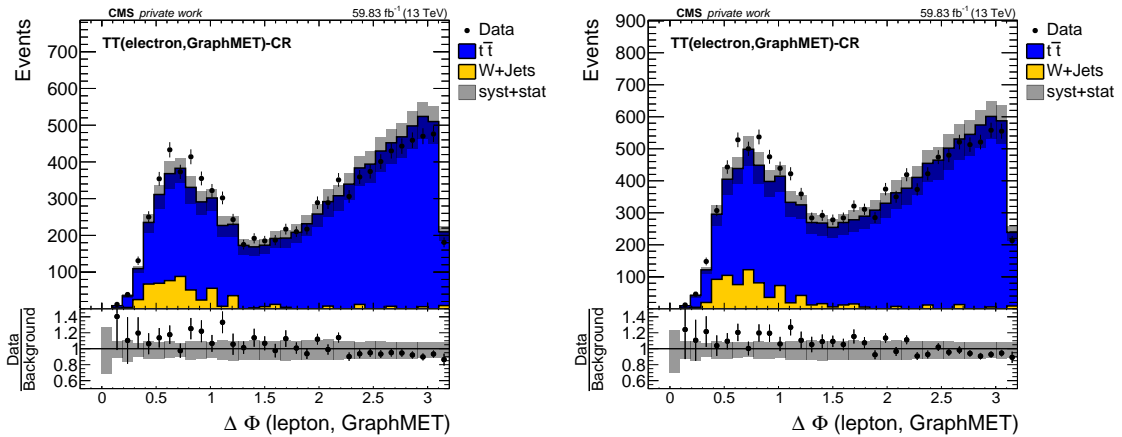 CMS private work 59.83 fb⁻¹ (13 TeV)
TT(electron,GraphMET)-CR
Events
700
600
500
400
300
200
100
Data
tt̅
W+Jets
syst+stat
Data
Background
1.4
1.2
1
0.8
0.6
0 0.5 1 1.5 2 2.5 3
Δ Φ (lepton, GraphMET)
CMS private work 59.83 fb⁻¹ (13 TeV)
TT(electron,GraphMET)-CR
Events
900
800
700
600
500
400
300
200
100
Data
tt̅
W+Jets
syst+stat
Data
Background
1.4
1.2
1
0.8
0.6
0 0.5 1 1.5 2 2.5 3
Δ Φ (lepton, GraphMET)